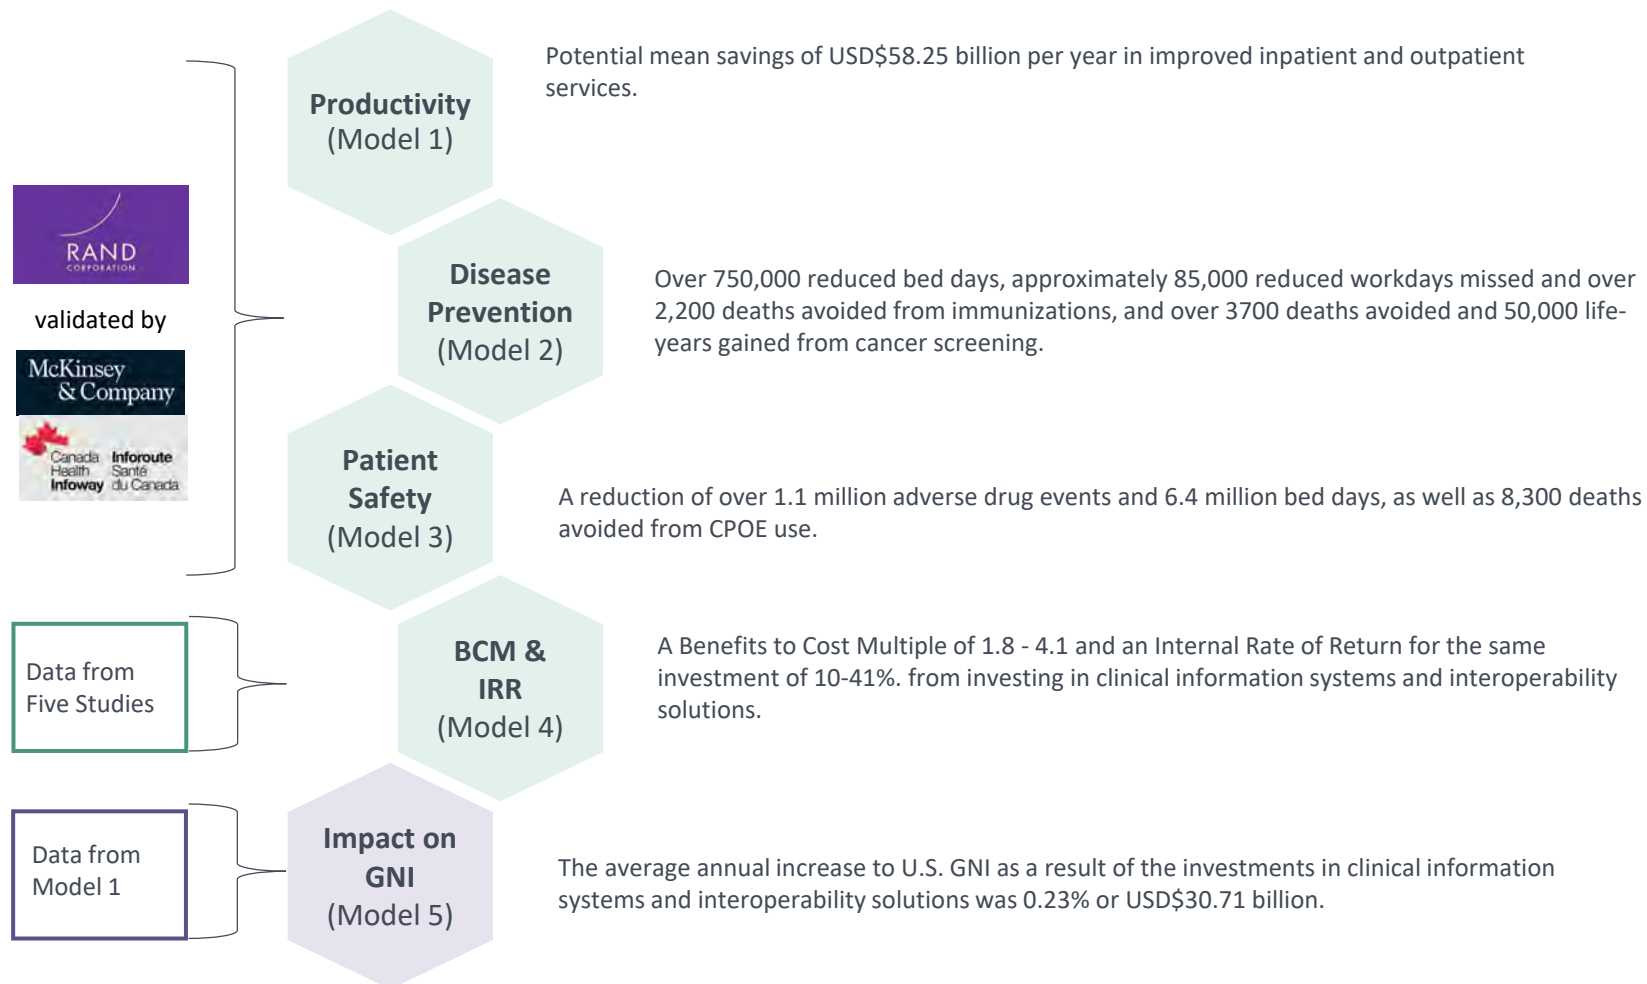 Productivity
(Model 1)
Potential mean savings of USD$58.25 billion per year in improved inpatient and outpatient
services.
RAND
CORPORATION
validated by
McKinsey
& Company
Canada Health Infoway
Inforoute Santé du Canada
Disease
Prevention
(Model 2)
Over 750,000 reduced bed days, approximately 85,000 reduced workdays missed and over
2,200 deaths avoided from immunizations, and over 3700 deaths avoided and 50,000 life-
years gained from cancer screening.
Patient
Safety
(Model 3)
A reduction of over 1.1 million adverse drug events and 6.4 million bed days, as well as 8,300 deaths
avoided from CPOE use.
Data from
Five Studies
BCM &
IRR
(Model 4)
A Benefits to Cost Multiple of 1.8 - 4.1 and an Internal Rate of Return for the same
investment of 10-41%. from investing in clinical information systems and interoperability
solutions.
Data from
Model 1
Impact on
GNI
(Model 5)
The average annual increase to U.S. GNI as a result of the investments in clinical information
systems and interoperability solutions was 0.23% or USD$30.71 billion.